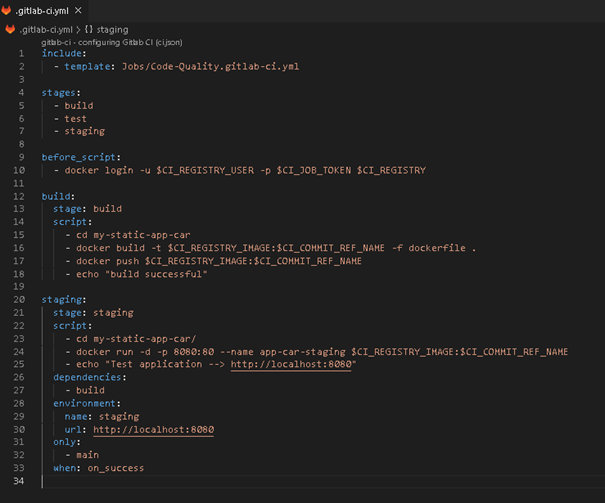 .gitlab-ci.yml ×
.gitlab-ci.yml > { } staging
gitlab-ci - configuring Gitlab CI (ci.json)
1 include:
2 - template: Jobs/Code-Quality.gitlab-ci.yml
3
4 stages:
5 - build
6 - test
7 - staging
8
9 before_script:
10 - docker login -u $CI_REGISTRY_USER -p $CI_JOB_TOKEN $CI_REGISTRY
11
12 build:
13 stage: build
14 script:
15 - cd my-static-app-car
16 - docker build -t $CI_REGISTRY_IMAGE:$CI_COMMIT_REF_NAME -f dockerfile .
17 - docker push $CI_REGISTRY_IMAGE:$CI_COMMIT_REF_NAME
18 - echo "build successful"
19
20 staging:
21 stage: staging
22 script:
23 - cd my-static-app-car/
24 - docker run -d -p 8080:80 --name app-car-staging $CI_REGISTRY_IMAGE:$CI_COMMIT_REF_NAME
25 - echo "Test application --> http://localhost:8080"
26 dependencies:
27 - build
28 environment:
29 name: staging
30 url: http://localhost:8080
31 only:
32 - main
33 when: on_success
34